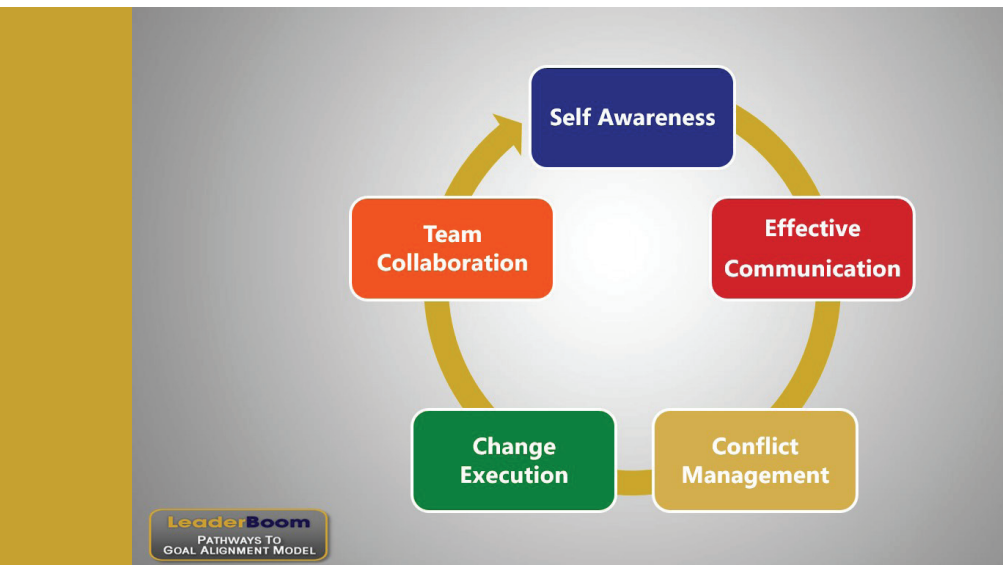 Self Awareness
Effective
Communication
Conflict
Management
Change
Execution
Team
Collaboration
LeaderBoom
PATHWAYS TO
GOAL ALIGNMENT MODEL